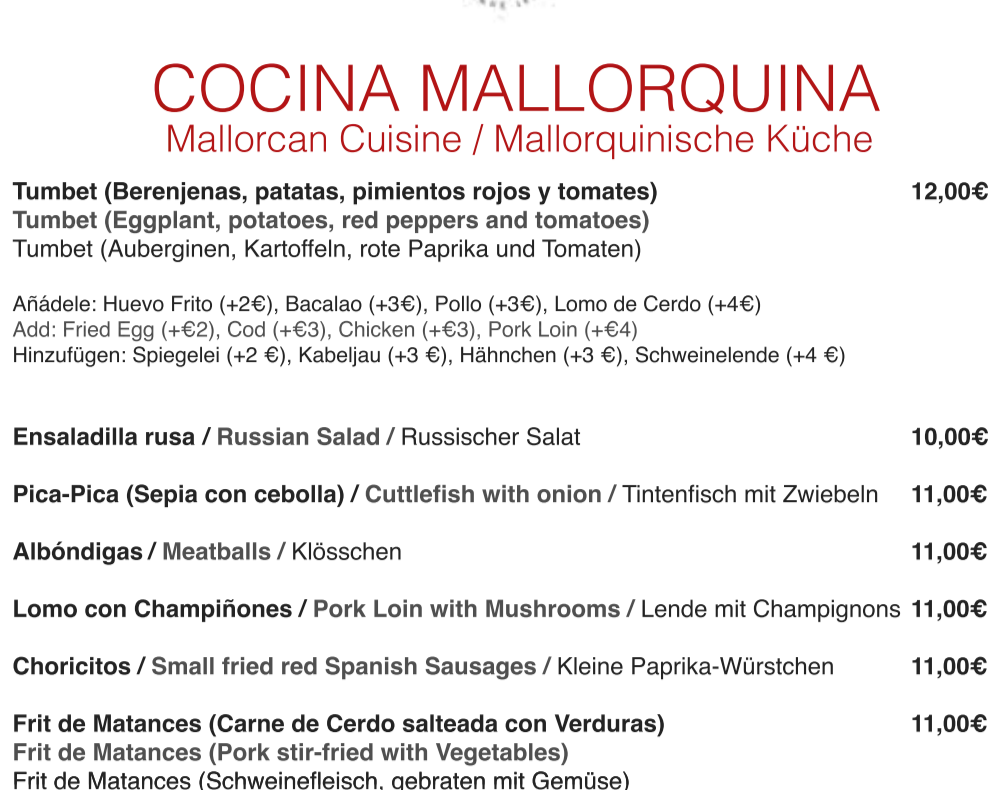 COCINA MALLORQUINA
Mallorcan Cuisine / Mallorquinische Küche
Tumbet (Berenjenas, patatas, pimientos rojos y tomates) 12,00€
Tumbet (Eggplant, potatoes, red peppers and tomatoes)
Tumbet (Auberginen, Kartoffeln, rote Paprika und Tomaten)
Añádele: Huevo Frito (+2€), Bacalao (+3€), Pollo (+3€), Lomo de Cerdo (+4€)
Add: Fried Egg (+€2), Cod (+€3), Chicken (+€3), Pork Loin (+€4)
Hinzufügen: Spiegelei (+2 €), Kabeljau (+3 €), Hähnchen (+3 €), Schweinelende (+4 €)
Ensaladilla rusa / Russian Salad / Russischer Salat 10,00€
Pica-Pica (Sepia con cebolla) / Cuttlefish with onion / Tintenfisch mit Zwiebeln 11,00€
Albóndigas / Meatballs / Klösschen 11,00€
Lomo con Champiñones / Pork Loin with Mushrooms / Lende mit Champignons 11,00€
Choricitos / Small fried red Spanish Sausages / Kleine Paprika-Würstchen 11,00€
Frit de Matances (Carne de Cerdo salteada con Verduras) 11,00€
Frit de Matances (Pork stir-fried with Vegetables)
Frit de Matances (Schweinefleisch, gebraten mit Gemüse)